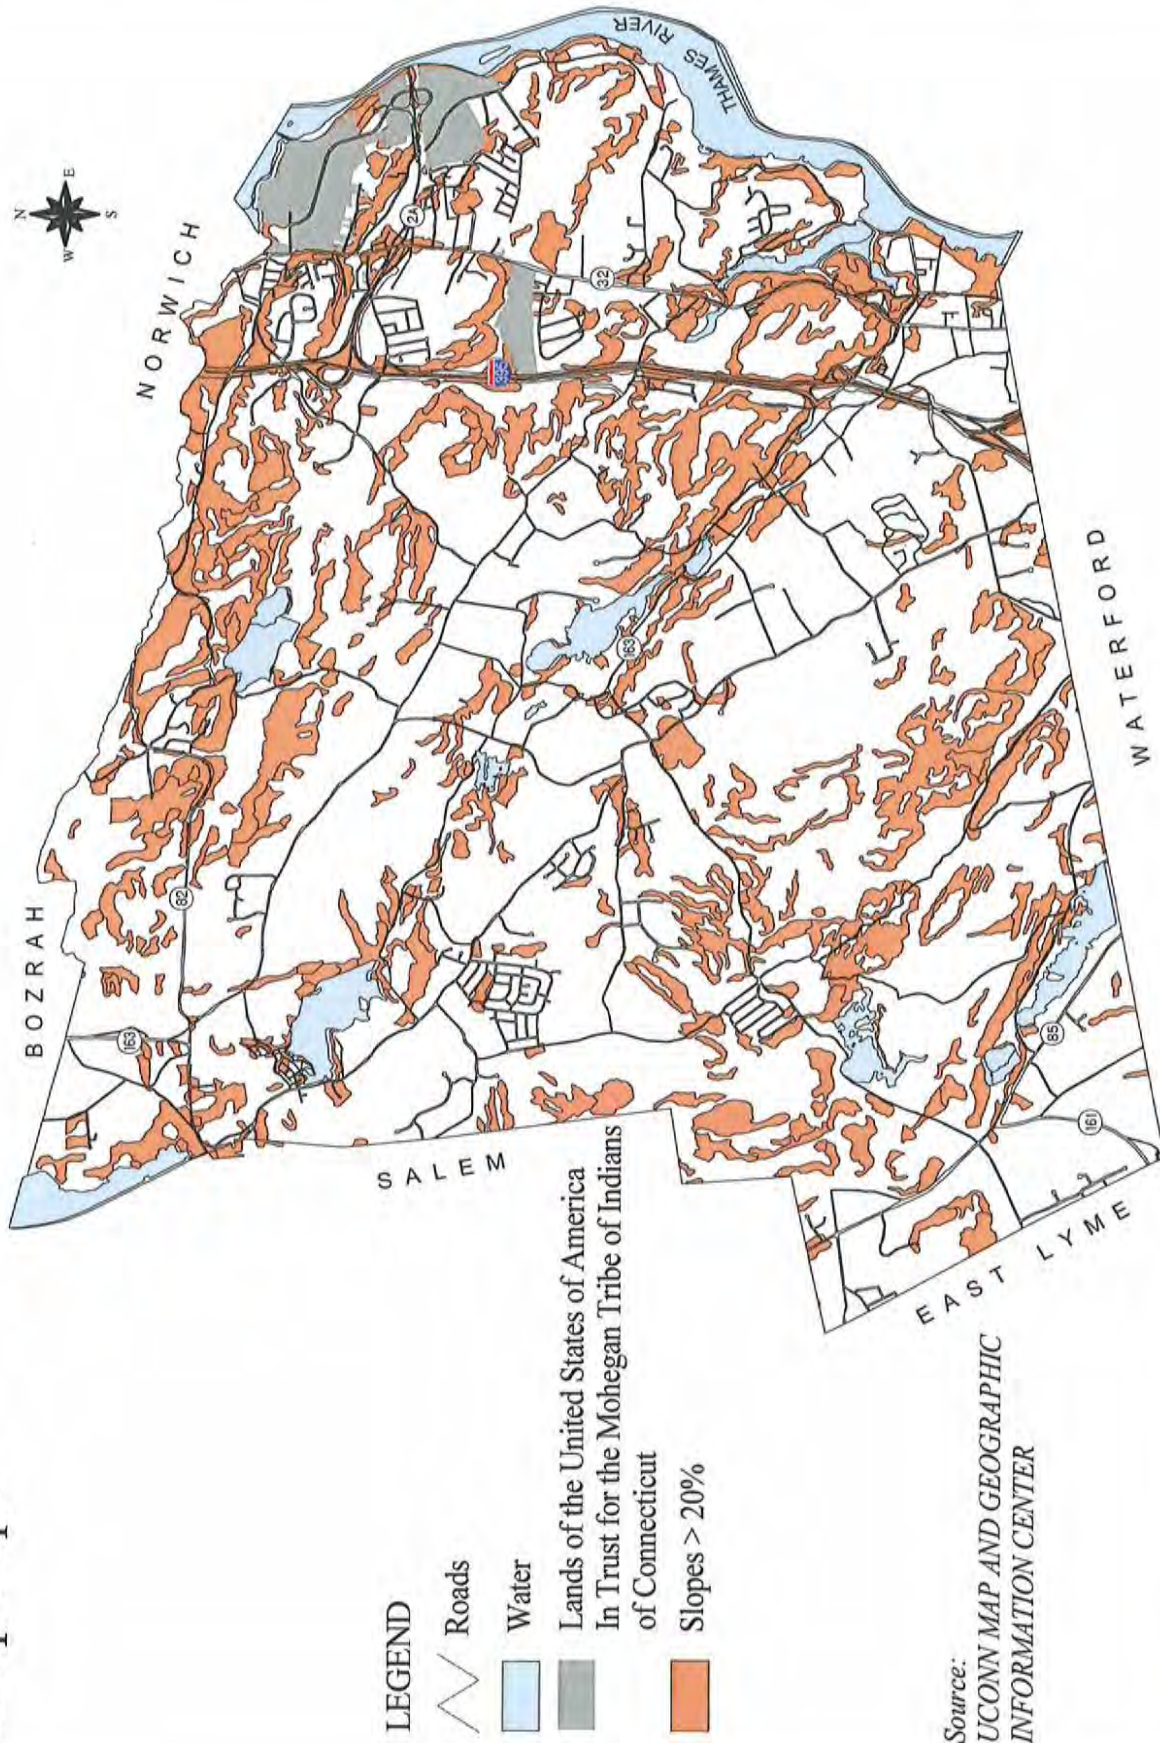 N
W
E
S
NORWICH
BOZRAH
THAMES RIVER
2A
32
395
82
163
163
SALEM
WATERFORD
85
161
EAST LYME
LEGEND
Roads
Water
Lands of the United States of America
In Trust for the Mohegan Tribe of Indians
of Connecticut
Slopes > 20%
Source:
UCONN MAP AND GEOGRAPHIC
INFORMATION CENTER